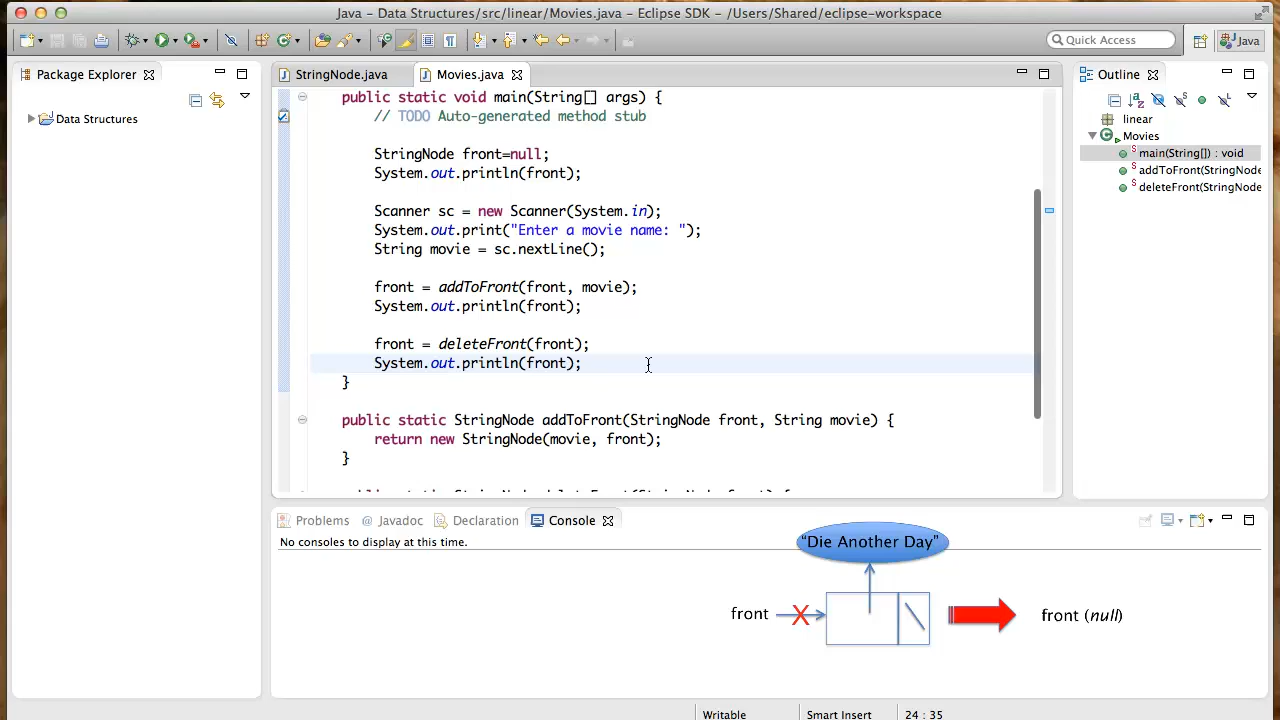 Java – Data Structures/src/linear/Movies.java – Eclipse SDK – /Users/Shared/eclipse-workspace
Quick Access
Java
Package Explorer
Data Structures
StringNode.java
Movies.java
public static void main(String[] args) {
// TODO Auto-generated method stub
StringNode front=null;
System.out.println(front);
Scanner sc = new Scanner(System.in);
System.out.print("Enter a movie name: ");
String movie = sc.nextLine();
front = addToFront(front, movie);
System.out.println(front);
front = deleteFront(front);
System.out.println(front);
}
public static StringNode addToFront(StringNode front, String movie) {
return new StringNode(movie, front);
}
Outline
linear
Movies
main(String[]) : void
addToFront(StringNode
deleteFront(StringNode
Problems
@ Javadoc
Declaration
Console
No consoles to display at this time.
“Die Another Day”
front
X
front (null)
Writable
Smart Insert
24 : 35